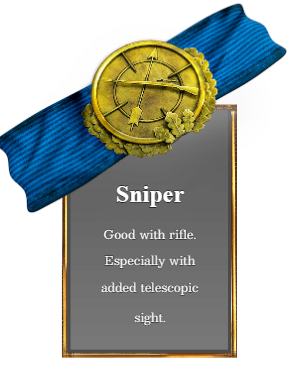 Sniper
Good with rifle.
Especially with
added telescopic
sight.